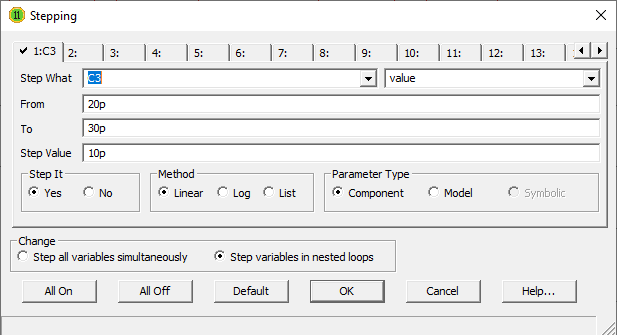 Stepping
1:C3 2: 3: 4: 5: 6: 7: 8: 9: 10: 11: 12: 13:
Step What C3 value
From 20p
To 30p
Step Value 10p
Step It Method Parameter Type
Yes No Linear Log List Component Model Symbolic
Change
Step all variables simultaneously Step variables in nested loops
All On All Off Default OK Cancel Help...